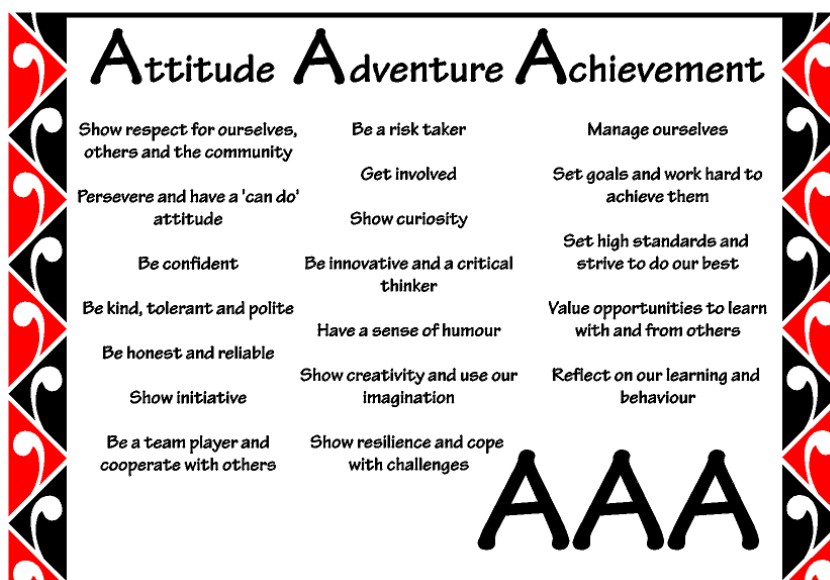 Attitude Adventure Achievement
Show respect for ourselves,
others and the community
Persevere and have a 'can do'
attitude
Be confident
Be kind, tolerant and polite
Be honest and reliable
Show initiative
Be a team player and
cooperate with others
Be a risk taker
Get involved
Show curiosity
Be innovative and a critical
thinker
Have a sense of humour
Show creativity and use our
imagination
Show resilience and cope
with challenges
Manage ourselves
Set goals and work hard to
achieve them
Set high standards and
strive to do our best
Value opportunities to learn
with and from others
Reflect on our learning and
behaviour
AAA